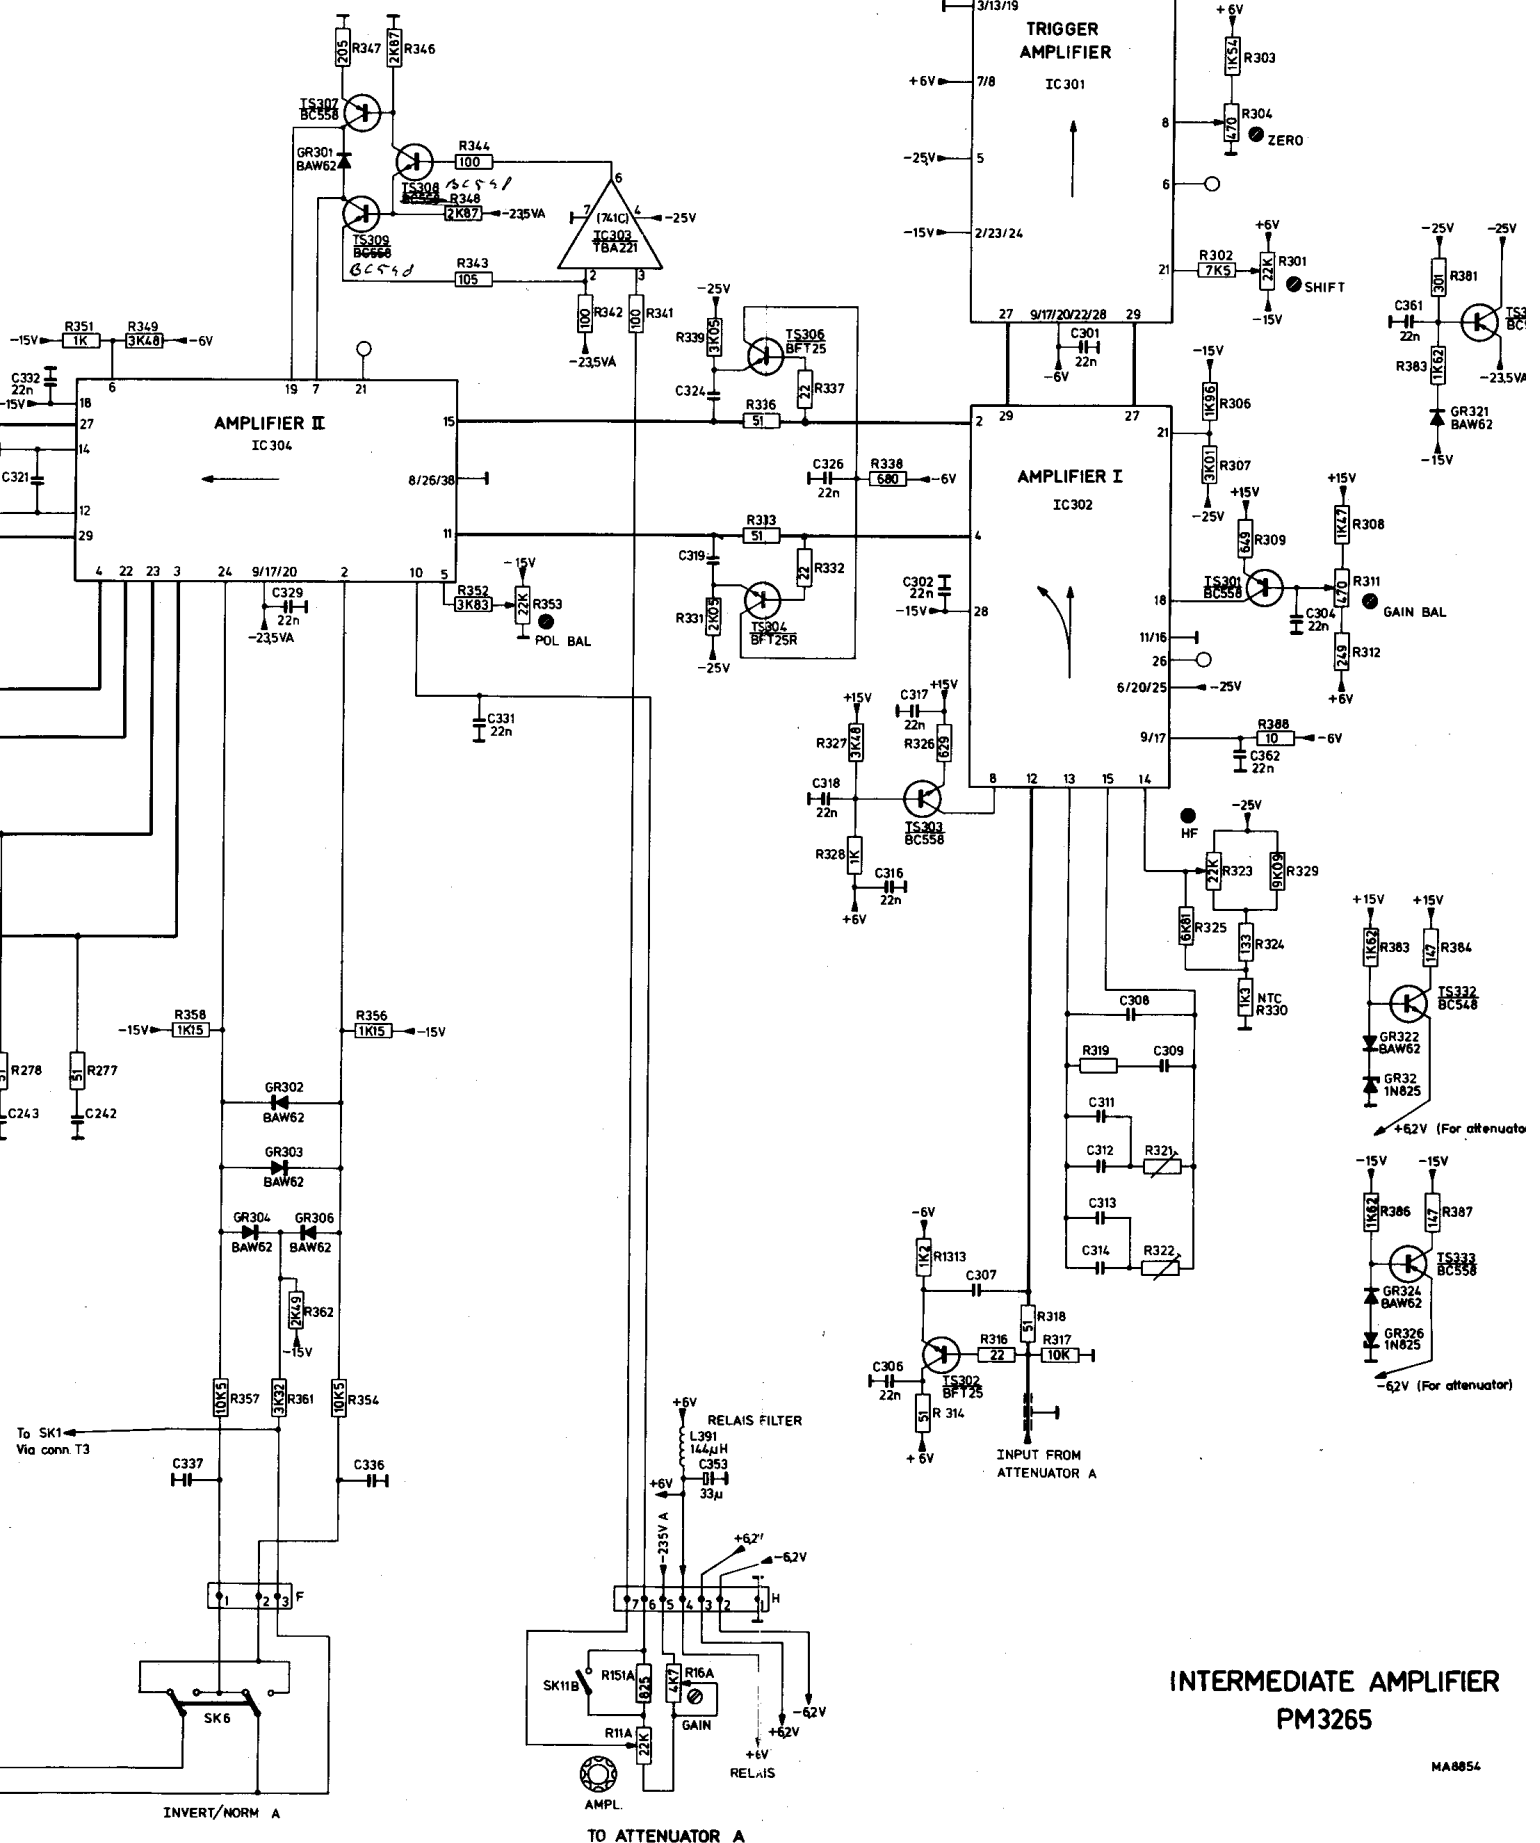 3/13/19
TRIGGER
AMPLIFIER
IC301
+6V 7/8
-25V 5
-15V 2/23/24
8
6
21
27 9/17/20/22/28 29
+6V
1K54 R303
470 R304
ZERO
R302
7K5
+6V
22K R301
SHIFT
-15V
C301
22n
-6V
-25V -25V
301 R381
C361
22n
R383 1K62
-23,5VA
GR321
BAW62
-15V
205 R347
2K87 R346
TS307
BC558
GR301
BAW62
R344
100
TS308
BC548
R348
2K87 -23,5VA
TS309
BC558
BC548
R343
105
6
7 4
(741C)
IC303
TBA221
-25V
2 3
100 R342
100 R341
-23,5VA
R351
-15V 1K
R349
3K48 -6V
C332
22n
-15V
6 19 7 21
18
27
14
C321
12
29
AMPLIFIER II
IC304
15
8/26/38
11
4 22 23 3 24 9/17/20 2 10 5
C329
22n
-23,5VA
R352
3K83
-15V
22K R353
POL BAL
C331
22n
-25V
R339 3K05
TS306
BFT25
C324
22 R337
R336
51
C326
22n
R338
680 -6V
R333
51
C319
22 R332
R331 2K05
TS304
BFT25R
-25V
29 27
2
21
AMPLIFIER I
IC302
4
C302
22n
-15V 28
18
11/16
26
6/20/25 -25V
9/17
8 12 13 15 14
-15V
1K96 R306
3K01 R307
-25V
+15V
649 R309
TS301
BC558
+15V
1K47 R308
470 R311
GAIN BAL
C304
22n
249 R312
+6V
R388
10 -6V
C362
22n
+15V
R327 3K48
C317
22n
+15V
R326 629
C318
22n
TS303
BC558
R328 1K
C316
22n
+6V
HF
-25V
22K R323
9K09 R329
6K81 R325
133 R324
1K3 NTC
R330
C308
R319 C309
C311
C312 R321
C313
C314 R322
+15V +15V
1K62 R383
147 R384
TS332
BC548
GR322
BAW62
GR32
1N825
+6,2V (For attenuator
-15V -15V
1K62 R386
147 R387
TS333
BC558
GR324
BAW62
GR326
1N825
-6,2V (For attenuator)
-6V
1K2 R1313
C307
51 R318
R316
22
R317
10K
TS302
BFT25
C306
22n
51 R 314
+6V
INPUT FROM
ATTENUATOR A
R358
-15V 1K15
R356
1K15 -15V
51 R278
51 R277
C243
C242
GR302
BAW62
GR303
BAW62
GR304
BAW62
GR306
BAW62
2K49 R362
-15V
10K5 R357
3K32 R361
10K5 R354
To SK1
Via conn. T3
C337
C336
1 2 3 F
SK6
INVERT/NORM A
+6V
RELAIS FILTER
L391
144µH
C353
33µ
+6V
-235V A
+6,2V
-6,2V
7 6 5 4 3 2 1 H
SK11B
R151A 825
4K7 R16A
GAIN
R11A 22K
AMPL.
+6V
RELAIS
+6,2V
-6,2V
TO ATTENUATOR A
INTERMEDIATE AMPLIFIER
PM3265
MA8854